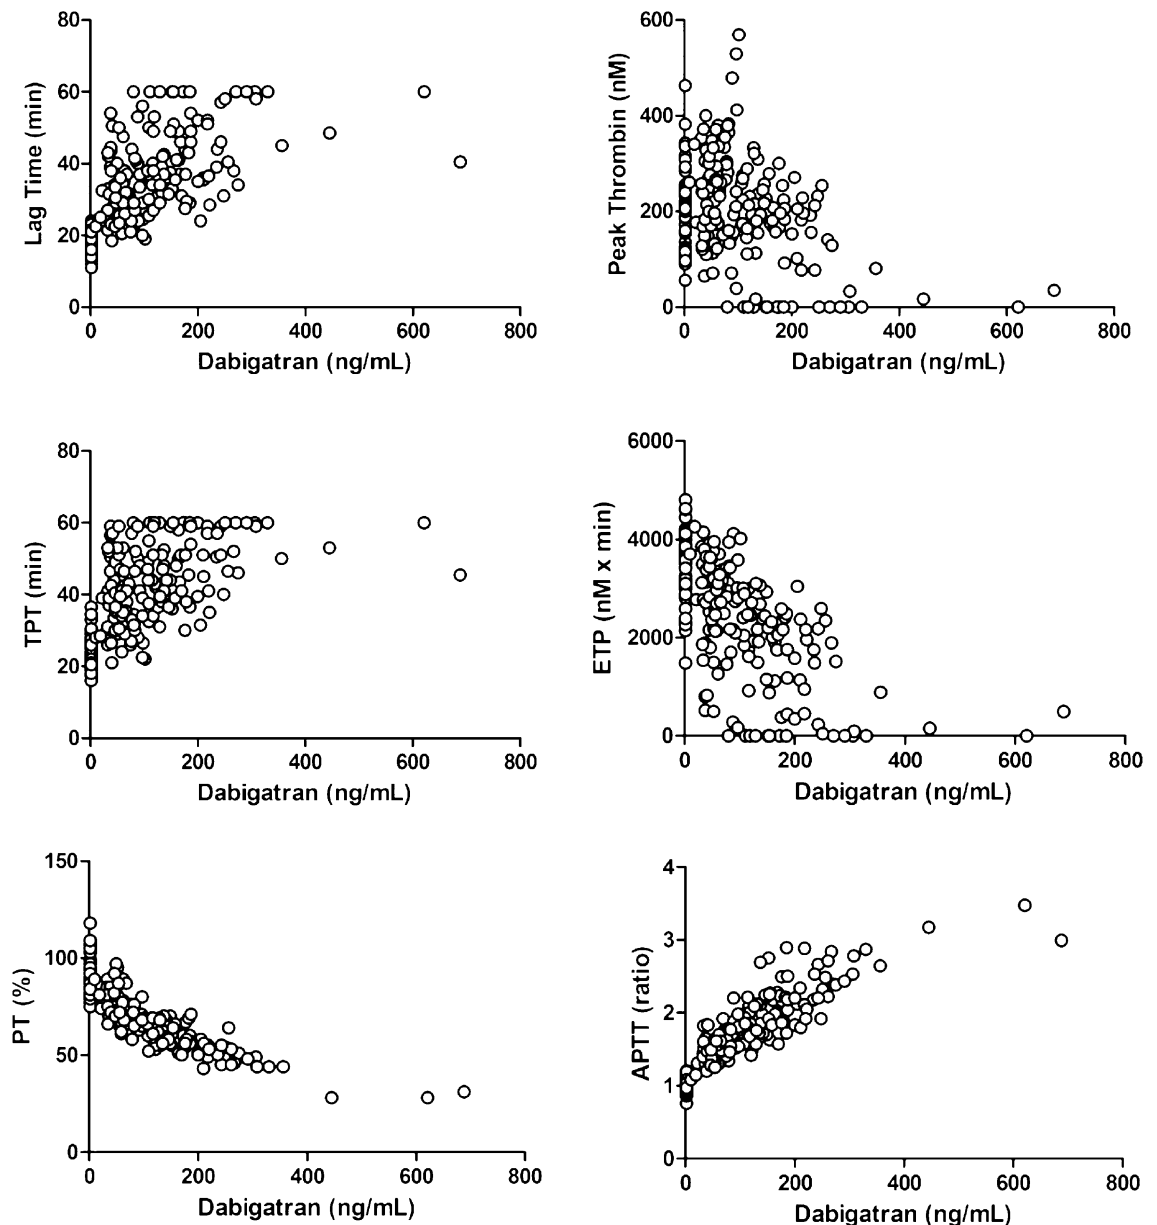 80
60
40
20
0
Lag Time (min)
0 200 400 600 800
Dabigatran (ng/mL)
600
400
200
0
Peak Thrombin (nM)
0 200 400 600 800
Dabigatran (ng/mL)
80
60
40
20
0
TPT (min)
0 200 400 600 800
Dabigatran (ng/mL)
6000
4000
2000
0
ETP (nM x min)
0 200 400 600 800
Dabigatran (ng/mL)
150
100
50
0
PT (%)
0 200 400 600 800
Dabigatran (ng/mL)
4
3
2
1
0
APTT (ratio)
0 200 400 600 800
Dabigatran (ng/mL)